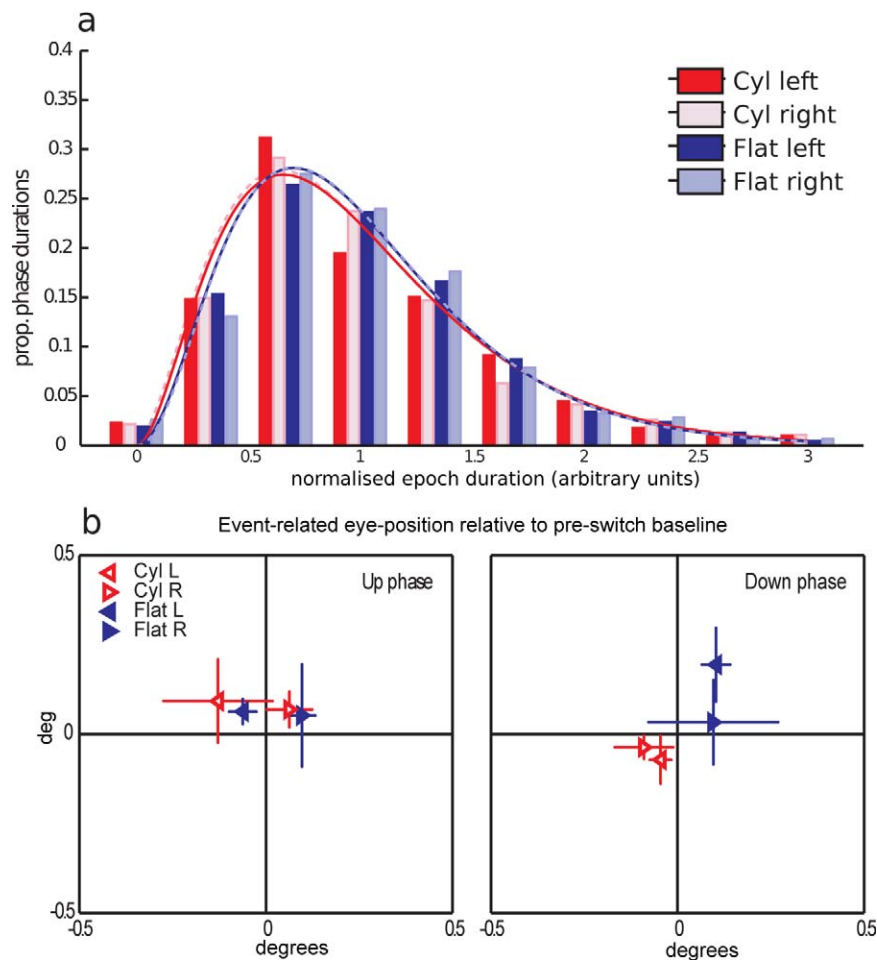 a
0.4
0.35
0.3
0.25
0.2
0.15
0.1
0.05
0
prop. phase durations
Cyl left
Cyl right
Flat left
Flat right
0 0.5 1 1.5 2 2.5 3
normalised epoch duration (arbitrary units)
b
Event-related eye-position relative to pre-switch baseline
0.5
Cyl L
Cyl R
Flat L
Flat R
Up phase
Down phase
deg
0
-0.5
-0.5 0 0.5
degrees
-0.5 0 0.5
degrees